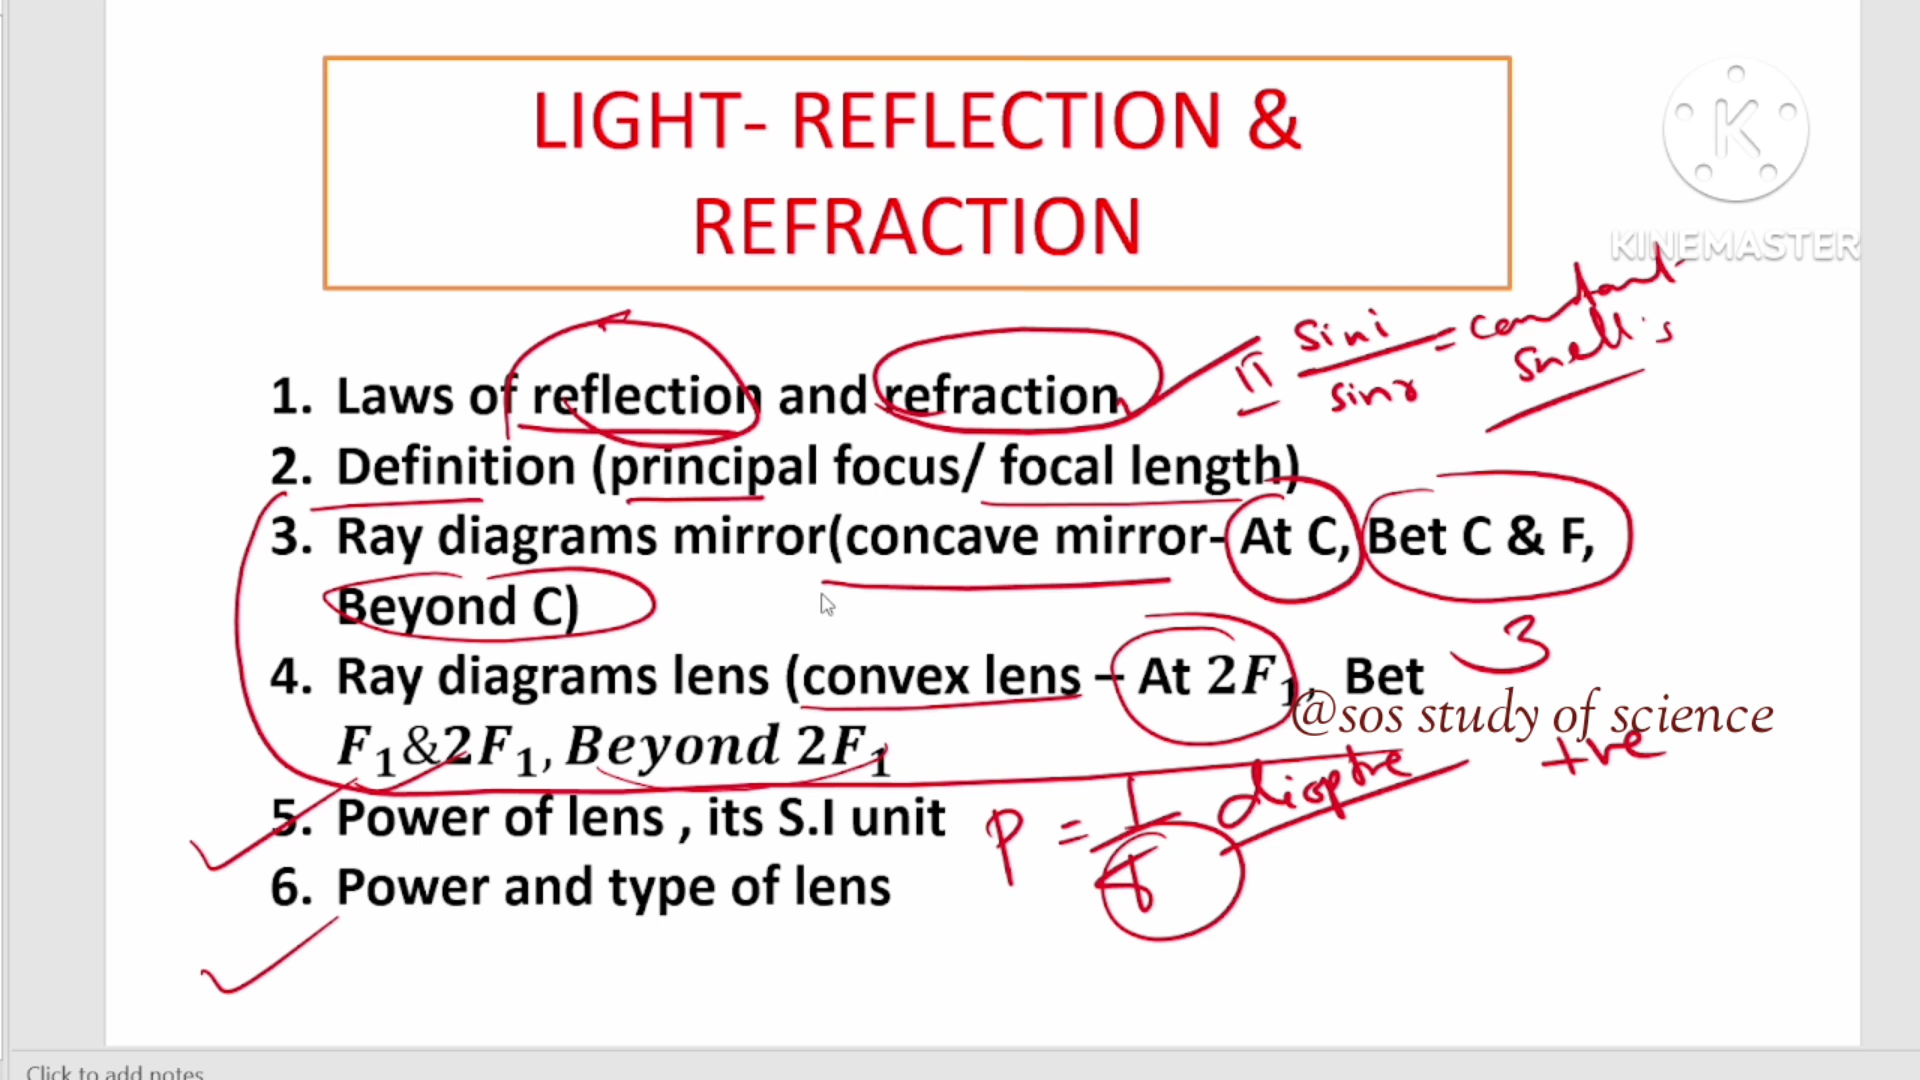 LIGHT- REFLECTION &
REFRACTION
KINEMASTER
II sin i / sin r = constant
Snell's
1. Laws of reflection and refraction
2. Definition (principal focus/ focal length)
3. Ray diagrams mirror(concave mirror- At C, Bet C & F,
Beyond C)
3
4. Ray diagrams lens (convex lens – At 2F₁, Bet
@sos study of science
F₁&2F₁, Beyond 2F₁
+ve
5. Power of lens , its S.I unit
P = 1/f dioptre
6. Power and type of lens
Click to add notes